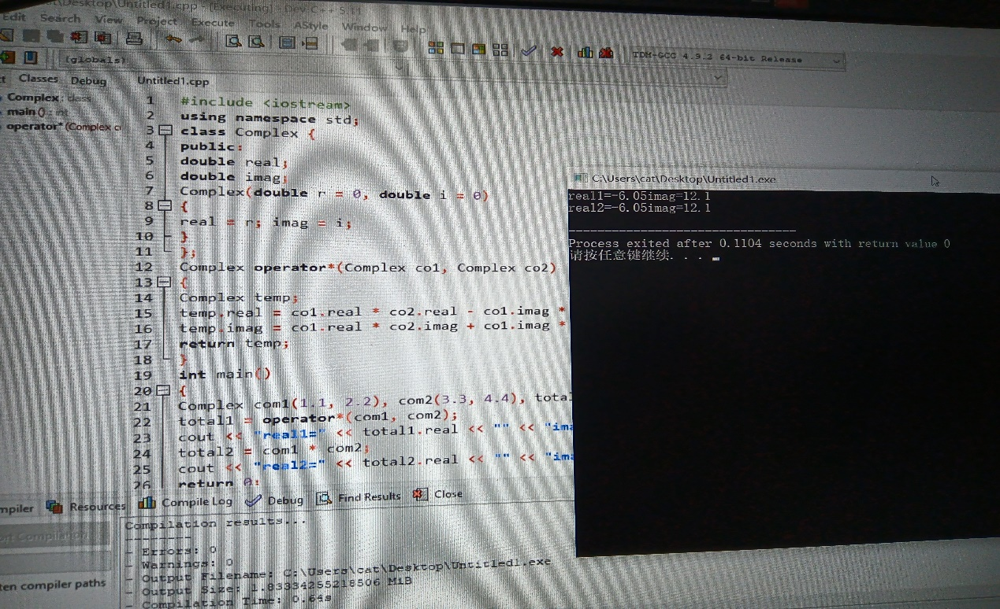 \Desktop\Untitled1.cpp - [Executing] - Dev-C++ 5.11
Edit Search View Project Execute Tools AStyle Window Help
TDM-GCC 4.9.2 64-bit Release
(globals)
Classes Debug
Untitled1.cpp
Complex : class
main () : int
operator* (Complex c
1 #include <iostream>
2 using namespace std;
3 class Complex {
4 public:
5 double real;
6 double imag;
7 Complex(double r = 0, double i = 0)
8 {
9 real = r; imag = i;
10 }
11 };
12 Complex operator*(Complex co1, Complex co2)
13 {
14 Complex temp;
15 temp.real = co1.real * co2.real - co1.imag *
16 temp.imag = co1.real * co2.imag + co1.imag *
17 return temp;
18 }
19 int main()
20 {
21 Complex com1(1.1, 2.2), com2(3.3, 4.4), total
22 total1 = operator*(com1, com2);
23 cout << "real1=" << total1.real << "" << "ima
24 total2 = com1 * com2;
25 cout << "real2=" << total2.real << "" << "ima
26 return 0;
C:\Users\cat\Desktop\Untitled1.exe
real1=-6.05imag=12.1
real2=-6.05imag=12.1
--------------------------------
Process exited after 0.1104 seconds with return value 0
请按任意键继续. . .
mpiler Resources Compile Log Debug Find Results Close
Compilation results...
--------
- Errors: 0
- Warnings: 0
- Output Filename: C:\Users\cat\Desktop\Untitled1.exe
- Output Size: 1.83334255218506 MiB
- Compilation Time: 0.64s
ten compiler paths